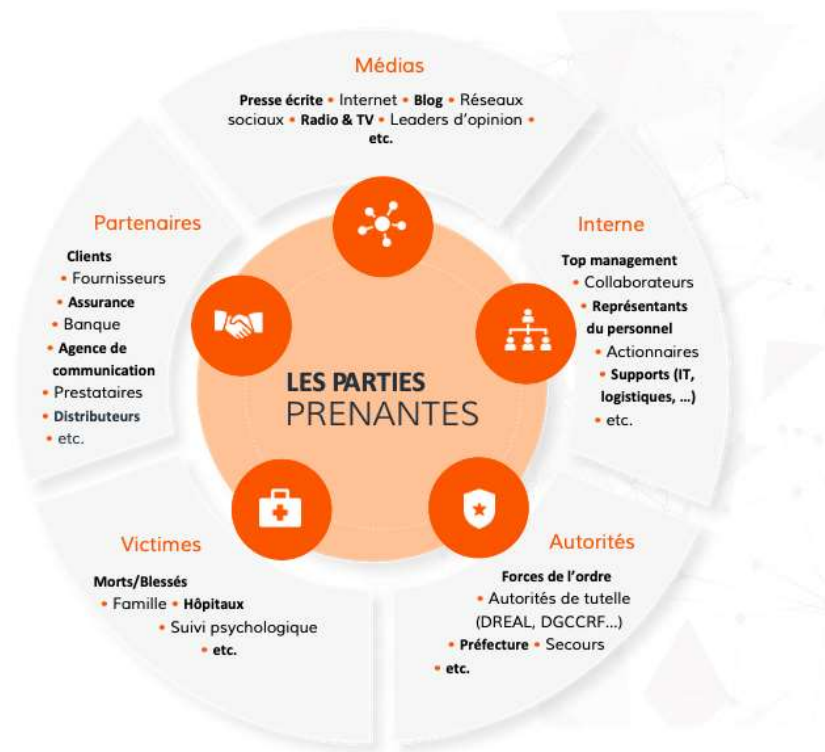 Médias
Presse écrite • Internet • Blog • Réseaux
sociaux • Radio & TV • Leaders d'opinion •
etc.
Partenaires
Clients
• Fournisseurs
• Assurance
• Banque
• Agence de
communication
• Prestataires
• Distributeurs
• etc.
Interne
Top management
• Collaborateurs
• Représentants
du personnel
• Actionnaires
• Supports (IT,
logistiques, ...)
• etc.
LES PARTIES
PRENANTES
Victimes
Morts/Blessés
• Famille • Hôpitaux
• Suivi psychologique
• etc.
Autorités
Forces de l'ordre
• Autorités de tutelle
(DREAL, DGCCRF...)
• Préfecture • Secours
• etc.